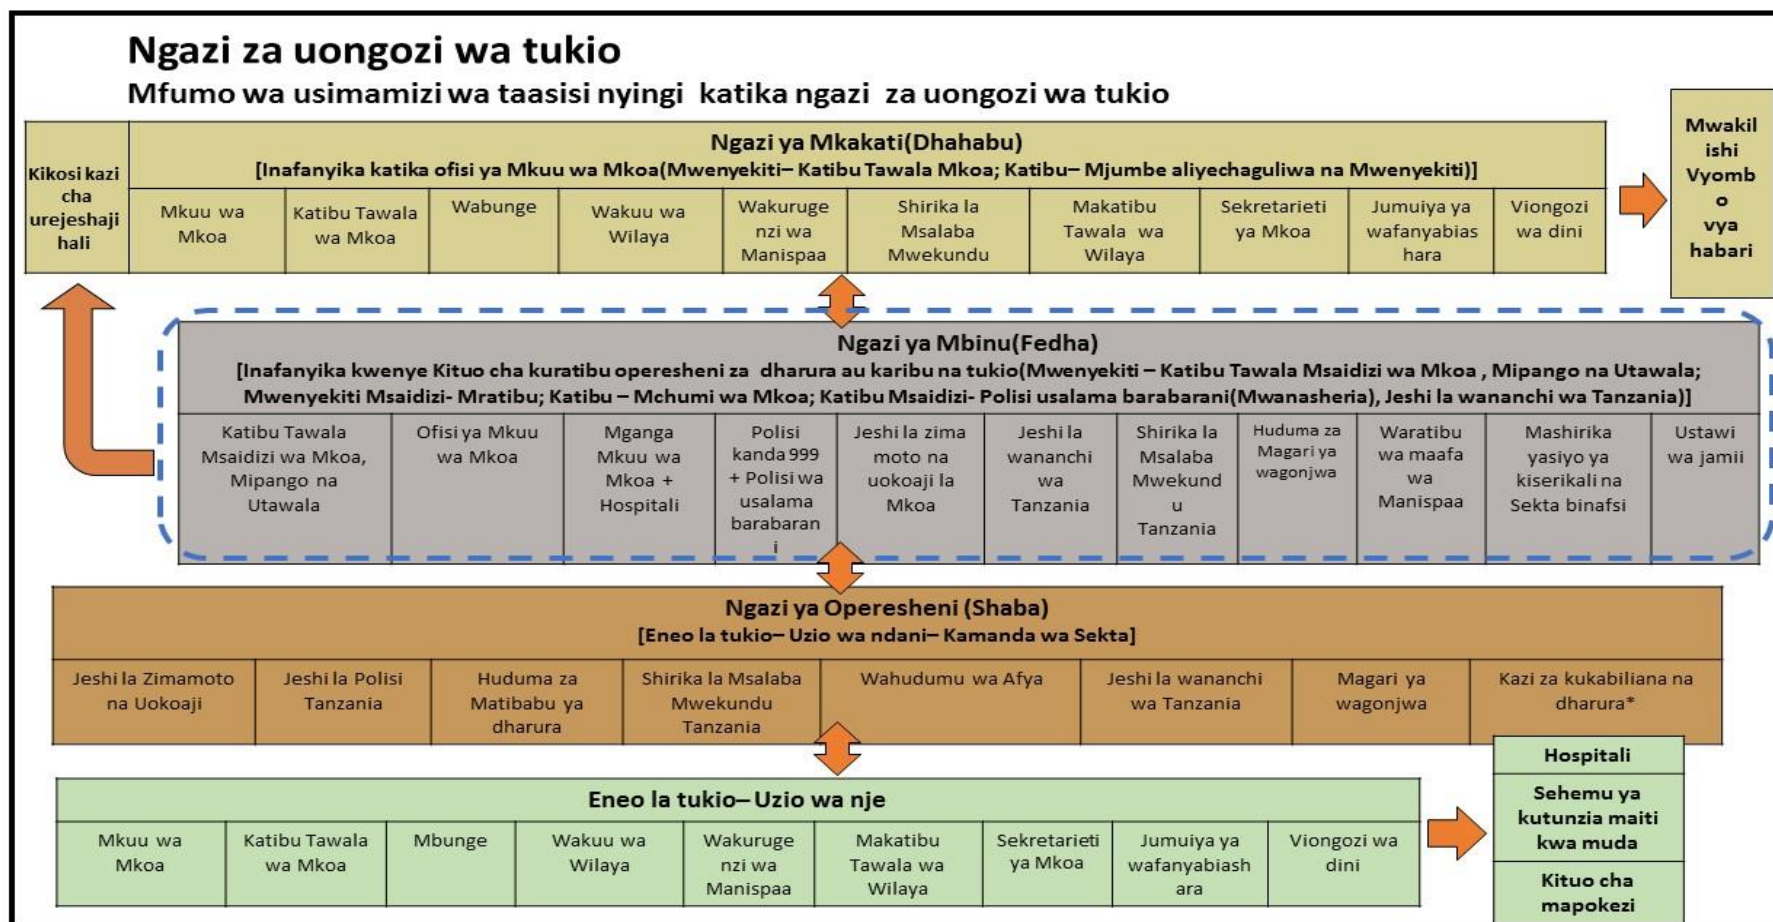 Ngazi za uongozi wa tukio
Mfumo wa usimamizi wa taasisi nyingi katika ngazi za uongozi wa tukio
Kikosi kazi
cha
urejeshaji
hali
Ngazi ya Mkakati(Dhahabu)
[Inafanyika katika ofisi ya Mkuu wa Mkoa(Mwenyekiti– Katibu Tawala Mkoa; Katibu– Mjumbe aliyechaguliwa na Mwenyekiti)]
Mkuu wa
Mkoa
Katibu Tawala
wa Mkoa
Wabunge
Wakuu wa
Wilaya
Wakuruge
nzi wa
Manispaa
Shirika la
Msalaba
Mwekundu
Makatibu
Tawala wa
Wilaya
Sekretarieti
ya Mkoa
Jumuiya ya
wafanyabias
hara
Viongozi
wa dini
Mwakil
ishi
Vyomb
o
vya
habari
Ngazi ya Mbinu(Fedha)
[Inafanyika kwenye Kituo cha kuratibu operesheni za dharura au karibu na tukio(Mwenyekiti – Katibu Tawala Msaidizi wa Mkoa , Mipango na Utawala;
Mwenyekiti Msaidizi- Mratibu; Katibu – Mchumi wa Mkoa; Katibu Msaidizi- Polisi usalama barabarani(Mwanasheria), Jeshi la wananchi wa Tanzania)]
Katibu Tawala
Msaidizi wa Mkoa,
Mipango na
Utawala
Ofisi ya Mkuu
wa Mkoa
Mganga
Mkuu wa
Mkoa +
Hospitali
Polisi
kanda 999
+ Polisi wa
usalama
barabaran
i
Jeshi la zima
moto na
uokoaji la
Mkoa
Jeshi la
wananchi
wa
Tanzania
Shirika la
Msalaba
Mwekund
u
Tanzania
Huduma za
Magari ya
wagonjwa
Waratibu
wa maafa
wa
Manispaa
Mashirika
yasiyo ya
kiserikali na
Sekta binafsi
Ustawi
wa jamii
Ngazi ya Operesheni (Shaba)
[Eneo la tukio– Uzio wa ndani– Kamanda wa Sekta]
Jeshi la Zimamoto
na Uokoaji
Jeshi la Polisi
Tanzania
Huduma za
Matibabu ya
dharura
Shirika la Msalaba
Mwekundu
Tanzania
Wahudumu wa Afya
Jeshi la wananchi
wa Tanzania
Magari ya
wagonjwa
Kazi za kukabiliana na
dharura*
Eneo la tukio– Uzio wa nje
Mkuu wa
Mkoa
Katibu Tawala
wa Mkoa
Mbunge
Wakuu wa
Wilaya
Wakuruge
nzi wa
Manispaa
Makatibu
Tawala wa
Wilaya
Sekretarieti
ya Mkoa
Jumuiya ya
wafanyabiash
ara
Viongozi wa
dini
Hospitali
Sehemu ya
kutunzia maiti
kwa muda
Kituo cha
mapokezi